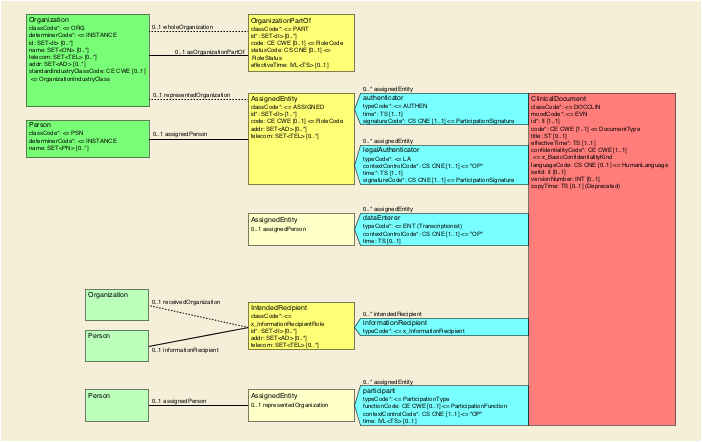 Organization
classCode*: <= ORG
determinerCode*: <= INSTANCE
id: SET<II> [0..*]
name: SET<ON> [0..*]
telecom: SET<TEL> [0..*]
addr: SET<AD> [0..*]
standardIndustryClassCode: CE CWE [0..1]
<= OrganizationIndustryClass
0..1 wholeOrganization
0..1 asOrganizationPartOf
OrganizationPartOf
classCode*: <= PART
id*: SET<II> [0..*]
code: CE CWE [0..1] <= RoleCode
statusCode: CS CNE [0..1] <=
RoleStatus
effectiveTime: IVL<TS> [0..1]
0..1 representedOrganization
Person
classCode*: <= PSN
determinerCode*: <= INSTANCE
name: SET<PN> [0..*]
0..1 assignedPerson
AssignedEntity
classCode*: <= ASSIGNED
id*: SET<II> [1..*]
code: CE CWE [0..1] <= RoleCode
addr: SET<AD> [0..*]
telecom: SET<TEL> [0..*]
0..* assignedEntity
authenticator
typeCode*: <= AUTHEN
time*: TS [1..1]
signatureCode*: CS CNE [1..1] <= ParticipationSignature
0..* assignedEntity
legalAuthenticator
typeCode*: <= LA
contextControlCode*: CS CNE [1..1] <= "OP"
time*: TS [1..1]
signatureCode*: CS CNE [1..1] <= ParticipationSignature
ClinicalDocument
classCode*: <= DOCCLIN
moodCode*: <= EVN
id*: II [1..1]
code*: CE CWE [1..1] <= DocumentType
title: ST [0..1]
effectiveTime*: TS [1..1]
confidentialityCode*: CE CWE [1..1]
<= x_BasicConfidentialityKind
languageCode: CS CNE [0..1] <= HumanLanguage
setId: II [0..1]
versionNumber: INT [0..1]
copyTime: TS [0..1] (Deprecated)
AssignedEntity
0..1 assignedPerson
0..* assignedEntity
dataEnterer
typeCode*: <= ENT (Transcriptionist)
contextControlCode*: CS CNE [1..1] <= "OP"
time: TS [0..1]
Organization
0..1 receivedOrganization
Person
0..1 informationRecipient
IntendedRecipient
classCode*: <=
x_InformationRecipientRole
id*: SET<II> [0..*]
addr: SET<AD> [0..*]
telecom: SET<TEL> [0..*]
0..* intendedRecipient
informationRecipient
typeCode*: <= x_InformationRecipient
Person
0..1 assignedPerson
AssignedEntity
0..1 representedOrganization
0..* assignedEntity
participant
typeCode*: <= ParticipationType
functionCode: CE CWE [0..1] <= ParticipationFunction
contextControlCode*: CS CNE [1..1] <= "OP"
time: IVL<TS> [0..1]